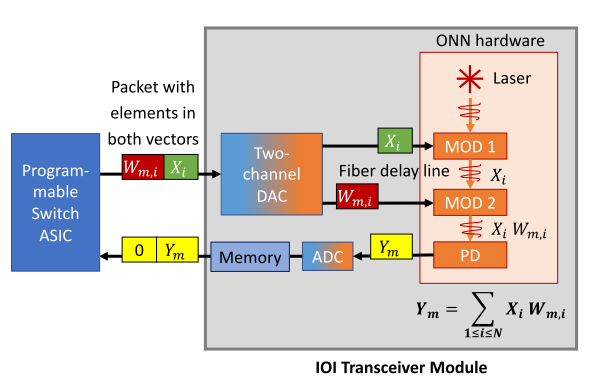 ONN hardware
Laser
Packet with
elements in
both vectors
Program-
mable
Switch
ASIC
W_{m,i} X_i
Two-
channel
DAC
X_i
MOD 1
Fiber delay line
X_i
W_{m,i}
MOD 2
X_i W_{m,i}
0 Y_m
Memory
ADC
Y_m
PD
Y_m = \sum_{1≤i≤N} X_i W_{m,i}
IOI Transceiver Module